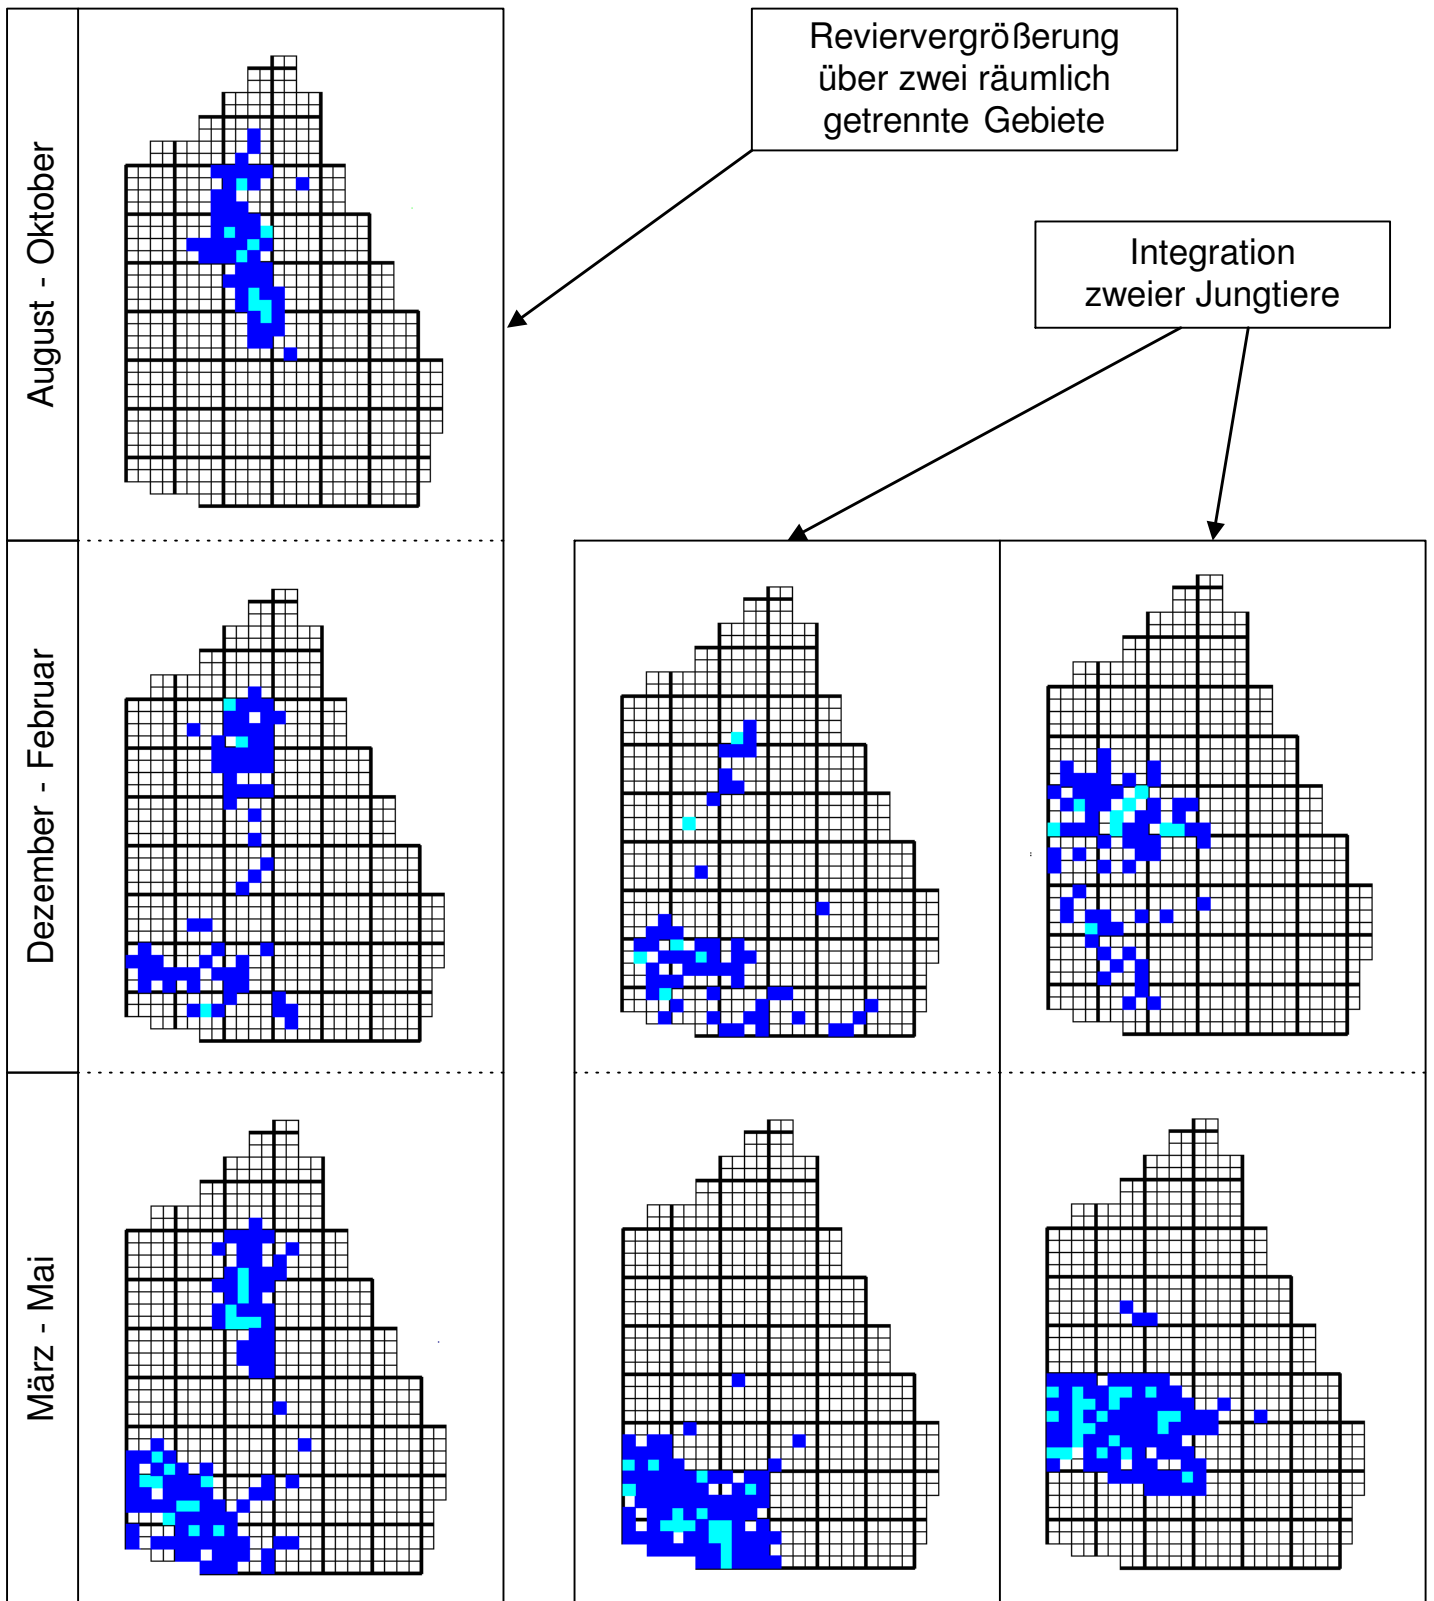 Reviervergrößerung
über zwei räumlich
getrennte Gebiete
Integration
zweier Jungtiere
August - Oktober
Dezember - Februar
März - Mai